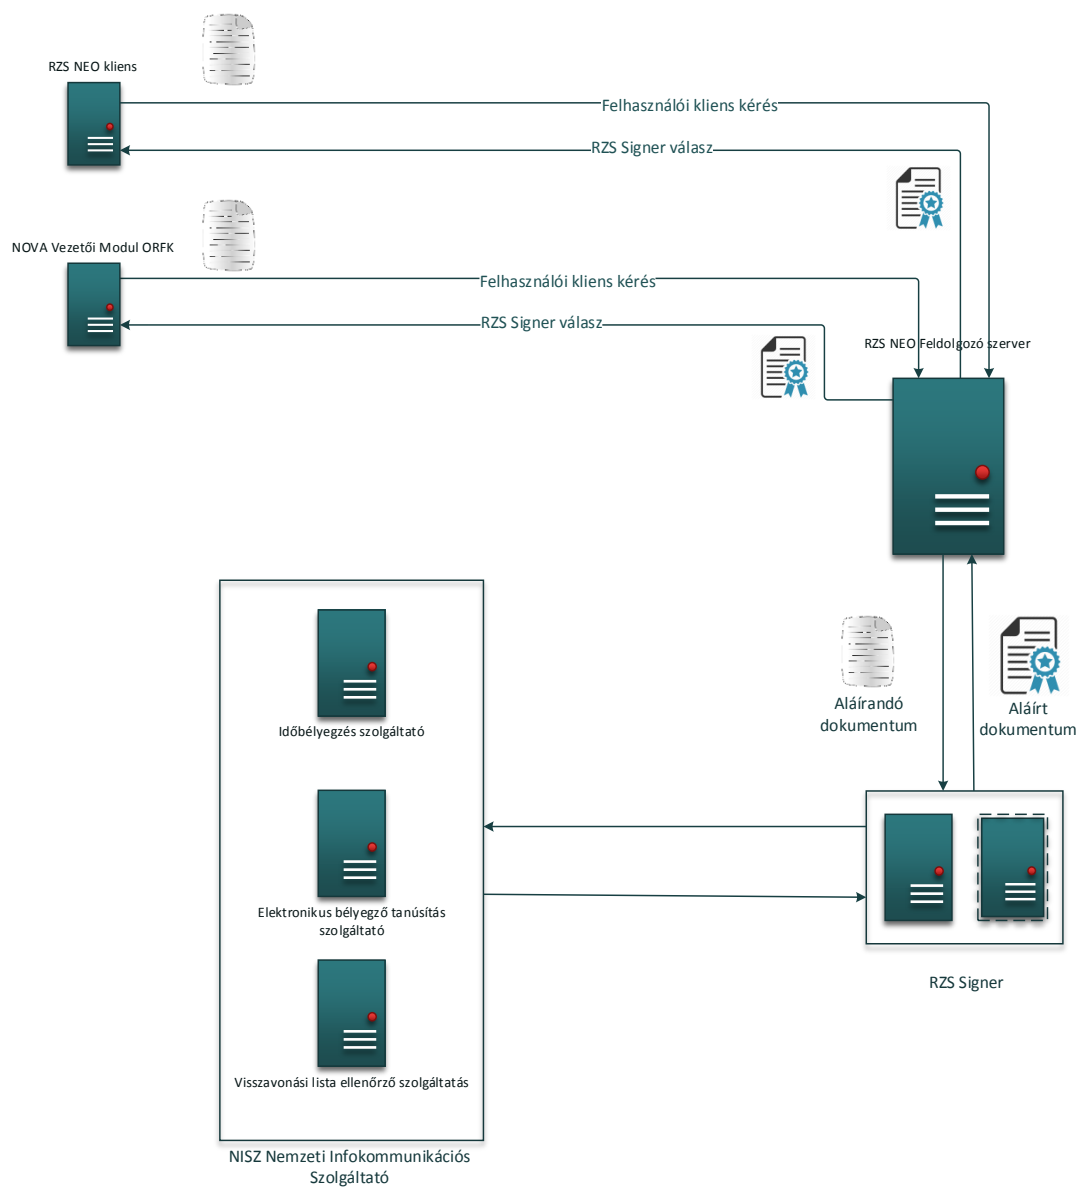 RZS NEO kliens
Felhasználói kliens kérés
RZS Signer válasz
NOVA Vezetői Modul ORFK
Felhasználói kliens kérés
RZS Signer válasz
RZS NEO Feldolgozó szerver
Aláírandó
dokumentum
Aláírt
dokumentum
Időbélyegzés szolgáltató
Elektronikus bélyegző tanúsítás
szolgáltató
Visszavonási lista ellenőrző szolgáltatás
RZS Signer
NISZ Nemzeti Infokommunikációs
Szolgáltató